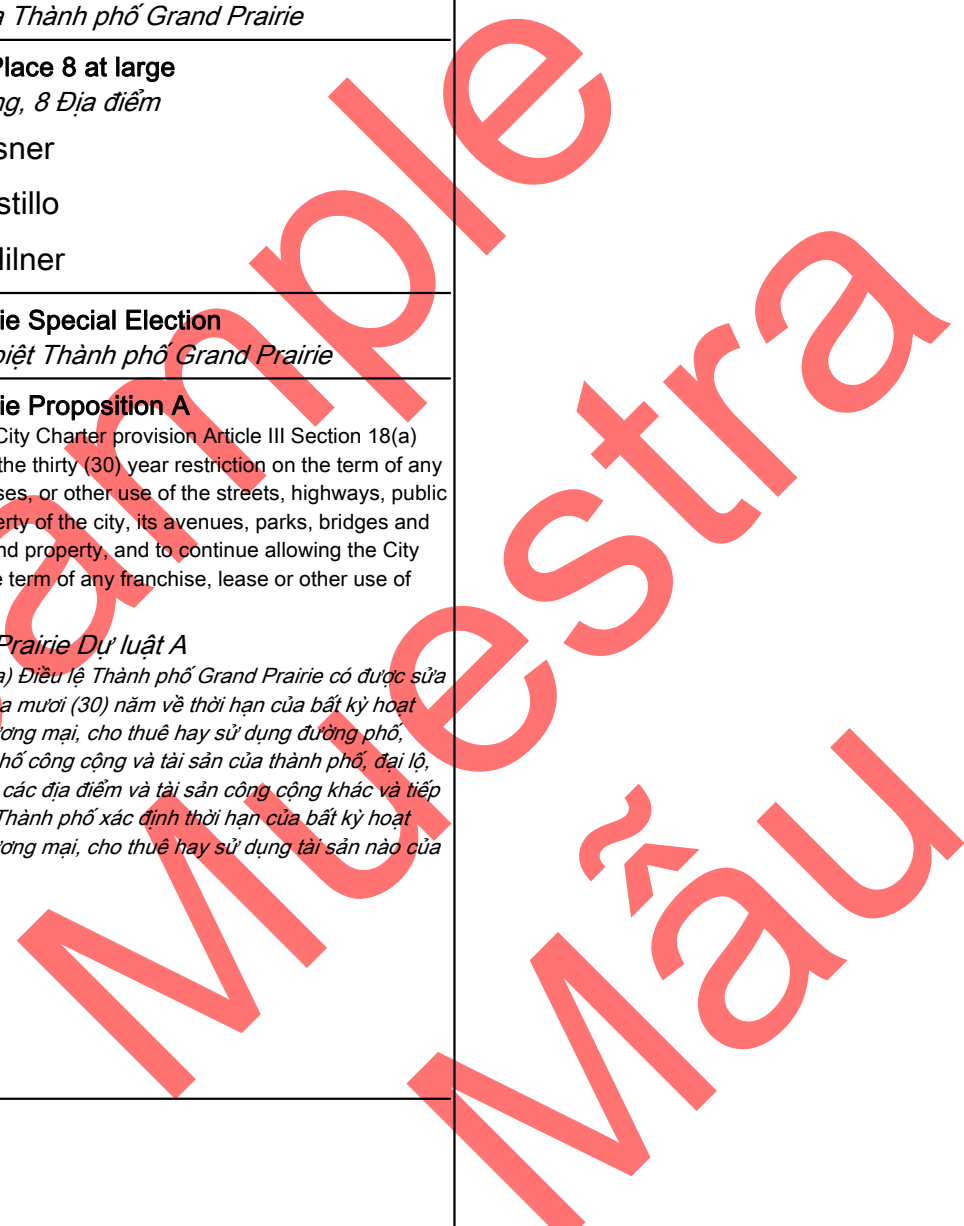 Thành phố Grand Prairie
Place 8 at large
8 Địa điểm
ie Special Election
biệt Thành phố Grand Prairie
ie Proposition A
City Charter provision Article III Section 18(a)
the thirty (30) year restriction on the term of any
ses, or other use of the streets, highways, public
erty of the city, its avenues, parks, bridges and
nd property, and to continue allowing the City
e term of any franchise, lease or other use of
Prairie Dự luật A
a) Điều lệ Thành phố Grand Prairie có được sửa
a mươi (30) năm về thời hạn của bất kỳ hoạt
ương mại, cho thuê hay sử dụng đường phố,
hố công cộng và tài sản của thành phố, đại lộ,
các địa điểm và tài sản công cộng khác và tiếp
Thành phố xác định thời hạn của bất kỳ hoạt
ương mại, cho thuê hay sử dụng tài sản nào của
Sample
Muestra
Mẫu